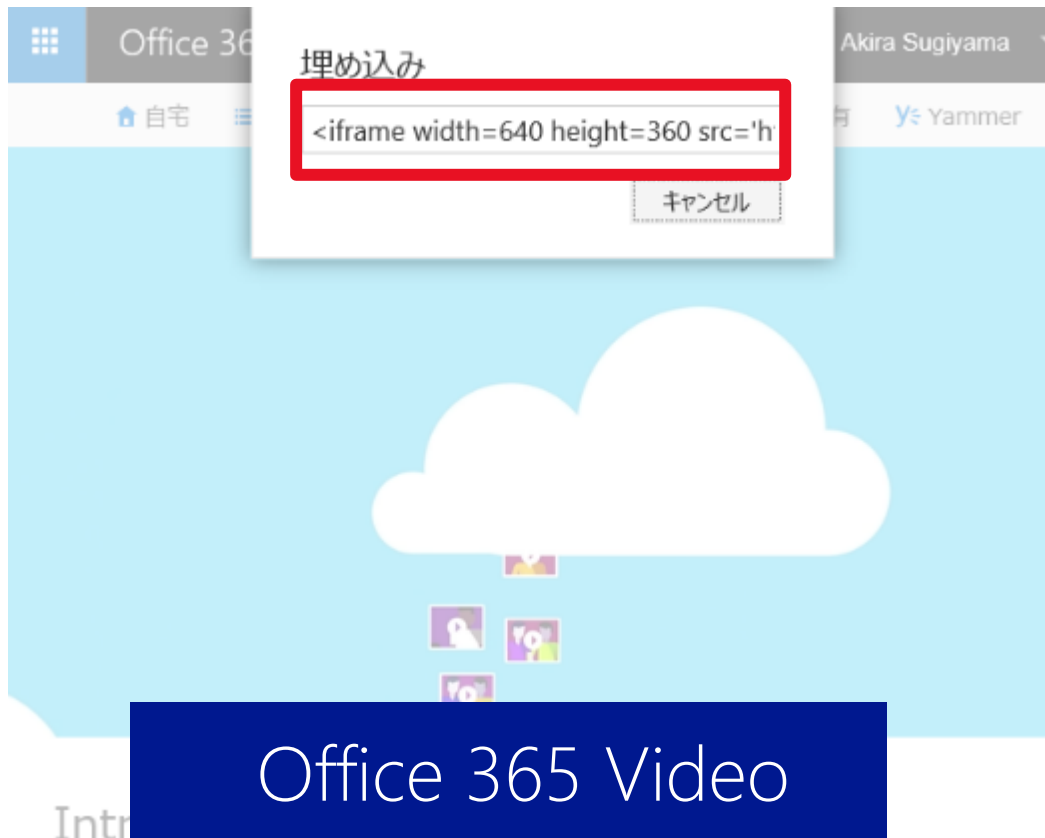 Office 36
Akira Sugiyama
埋め込み
自宅
有
Yammer
<iframe width=640 height=360 src='h
キャンセル
Office 365 Video
Intr